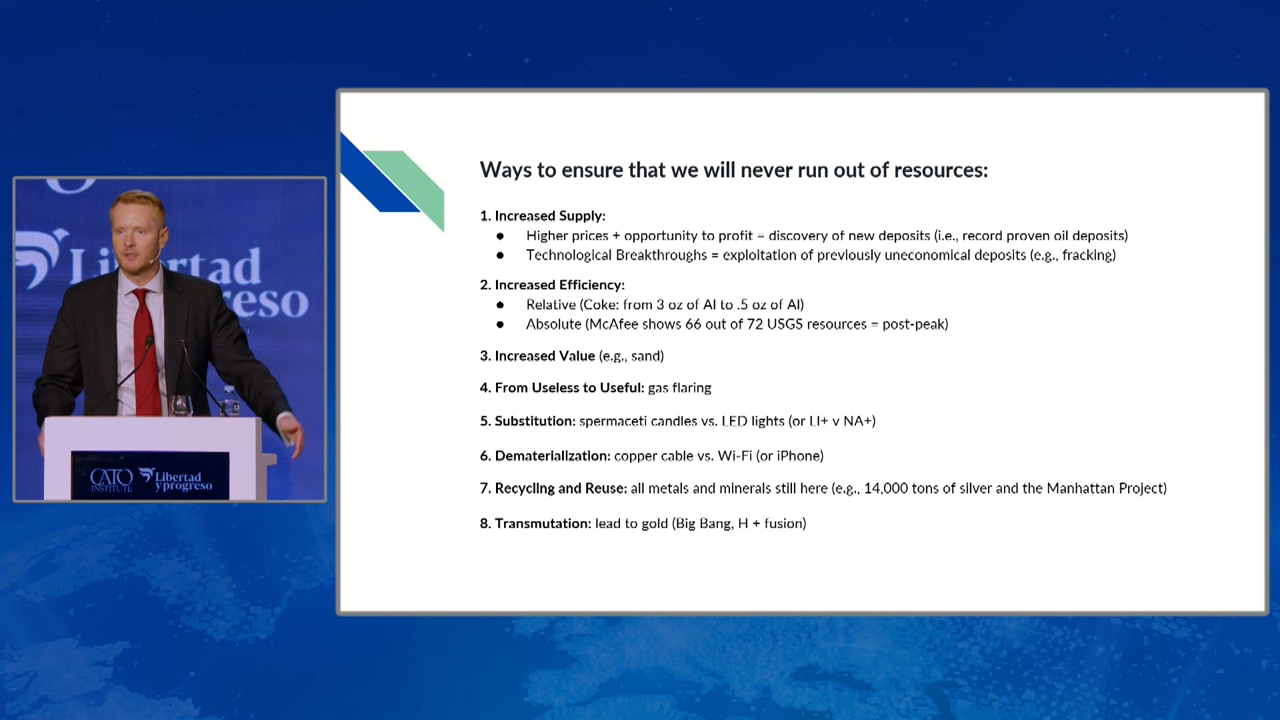 Libertad
greso
CATO
INSTITUTE
Libertad
y progreso
Ways to ensure that we will never run out of resources:
1. Increased Supply:
● Higher prices + opportunity to profit = discovery of new deposits (i.e., record proven oil deposits)
● Technological Breakthroughs = exploitation of previously uneconomical deposits (e.g., fracking)
2. Increased Efficiency:
● Relative (Coke: from 3 oz of Al to .5 oz of Al)
● Absolute (McAfee shows 66 out of 72 USGS resources = post-peak)
3. Increased Value (e.g., sand)
4. From Useless to Useful: gas flaring
5. Substitution: spermaceti candles vs. LED lights (or LI+ v NA+)
6. Dematerialization: copper cable vs. Wi-Fi (or iPhone)
7. Recycling and Reuse: all metals and minerals still here (e.g., 14,000 tons of silver and the Manhattan Project)
8. Transmutation: lead to gold (Big Bang, H + fusion)